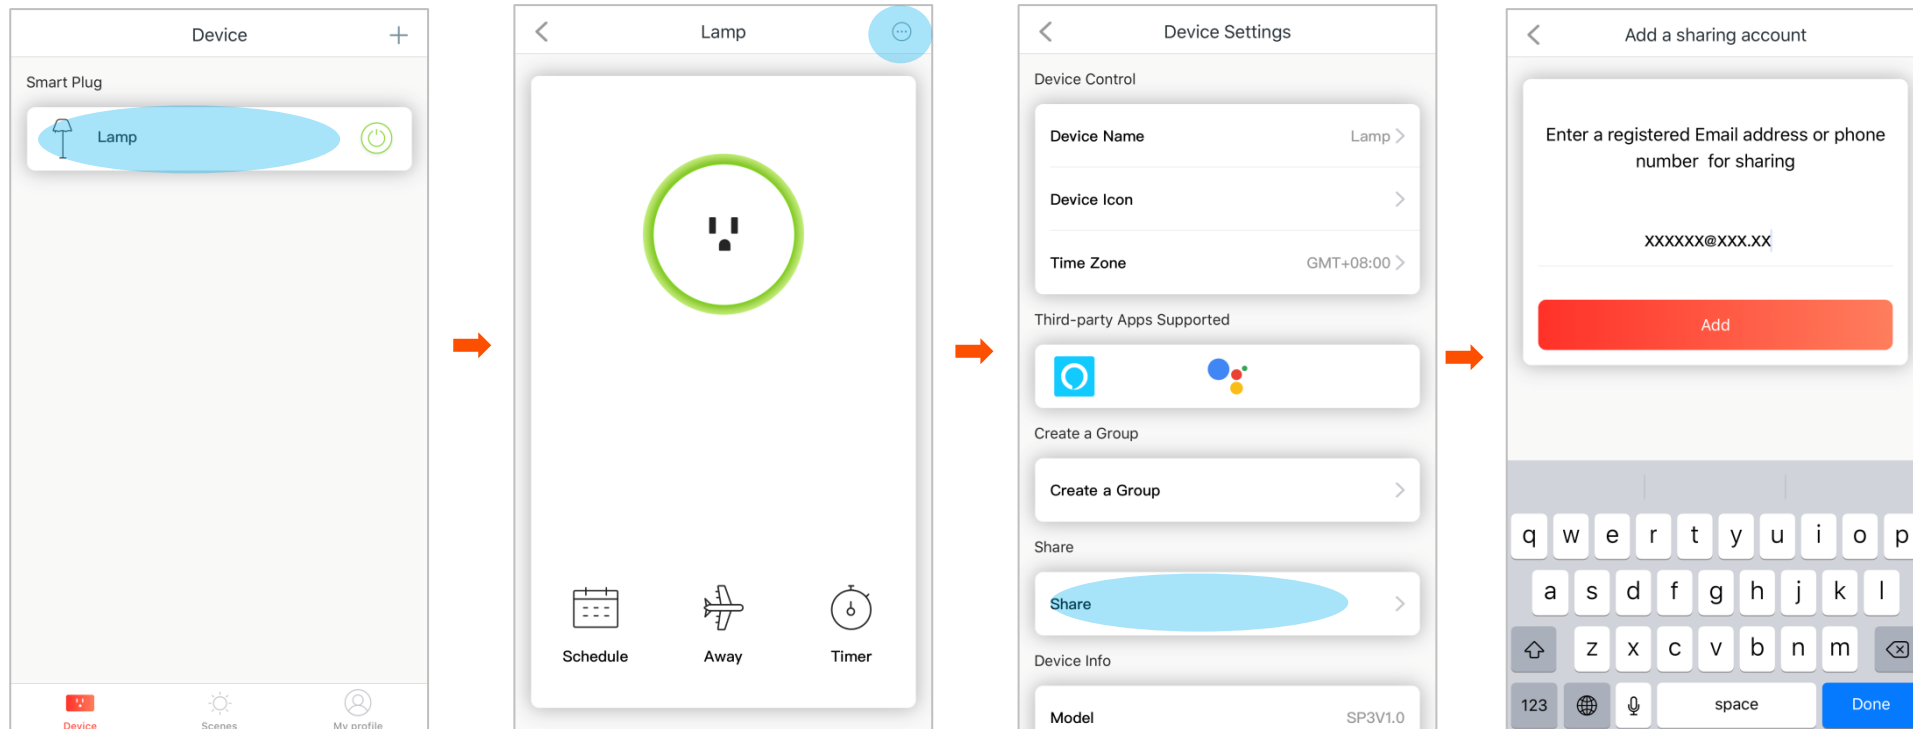 Device
Smart Plug
Lamp
Device
Scenes
My profile
Lamp
Schedule
Away
Timer
Device Settings
Device Control
Device Name
Lamp
Device Icon
Time Zone
GMT+08:00
Third-party Apps Supported
Create a Group
Create a Group
Share
Share
Device Info
Model
SP3V1.0
Add a sharing account
Enter a registered Email address or phone
number for sharing
XXXXXX@XXX.XX
Add
q w e r t y u i o p
a s d f g h j k l
z x c v b n m
123
space
Done